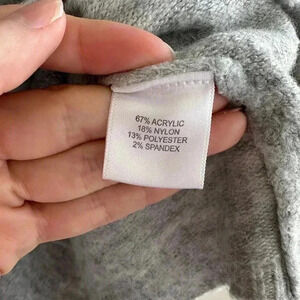 67% ACRYLIC
18% NYLON
13% POLYESTER
2% SPANDEX